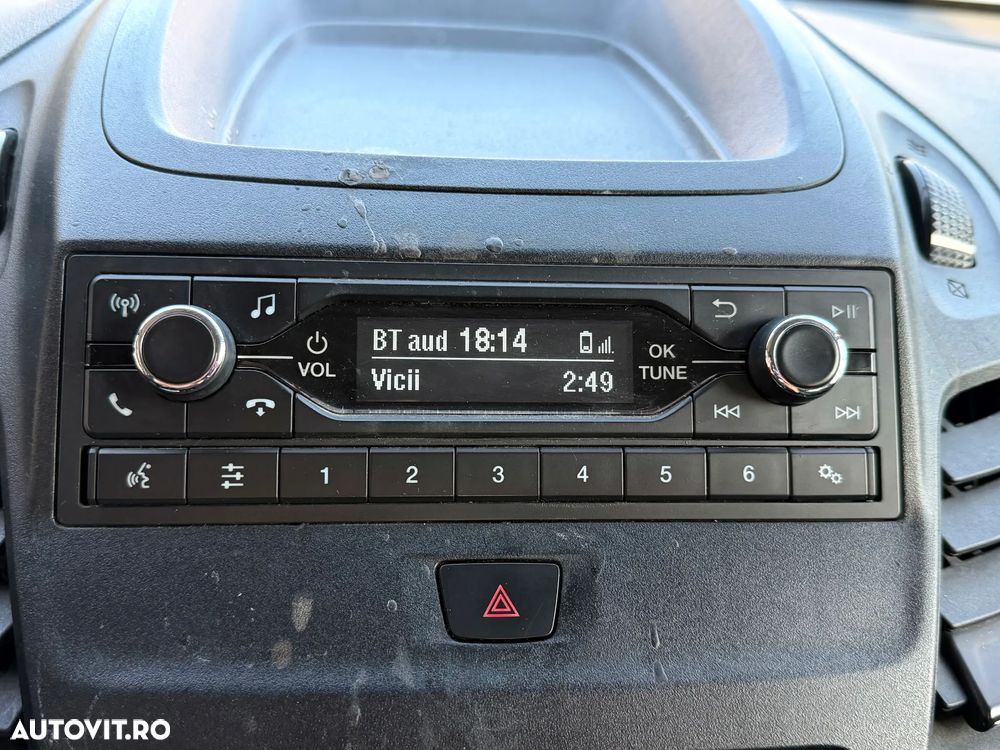 BT aud 18:14
VOL
OK
TUNE
Vicii 2:49
1 2 3 4 5 6
AUTOVIT.RO